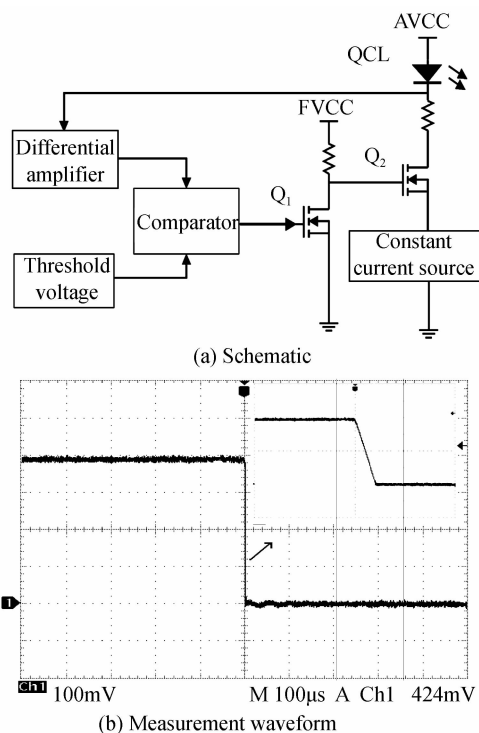 AVCC
QCL
FVCC
Differential
amplifier
Q2
Q1
Comparator
Threshold
voltage
Constant
current source
(a) Schematic
1
Ch1 100mV M 100μs A Ch1 424mV
(b) Measurement waveform